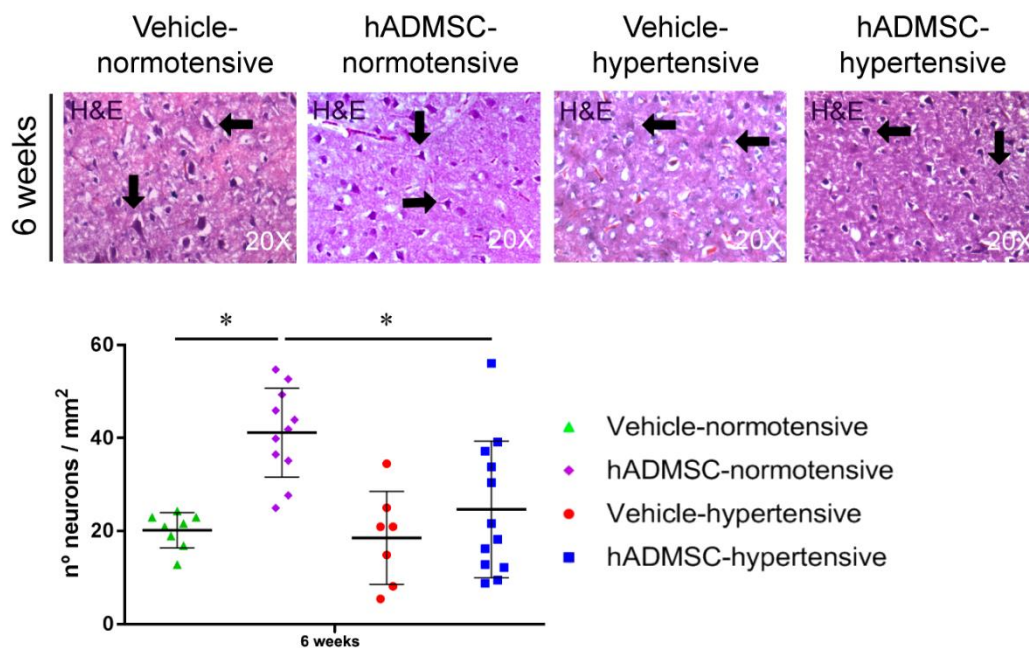 Vehicle-
normotensive
hADMSC-
normotensive
Vehicle-
hypertensive
hADMSC-
hypertensive
6 weeks
H&E
20X
H&E
20X
H&E
20X
H&E
20X
*
*
60
40
20
0
nº neurons / mm²
6 weeks
Vehicle-normotensive
hADMSC-normotensive
Vehicle-hypertensive
hADMSC-hypertensive